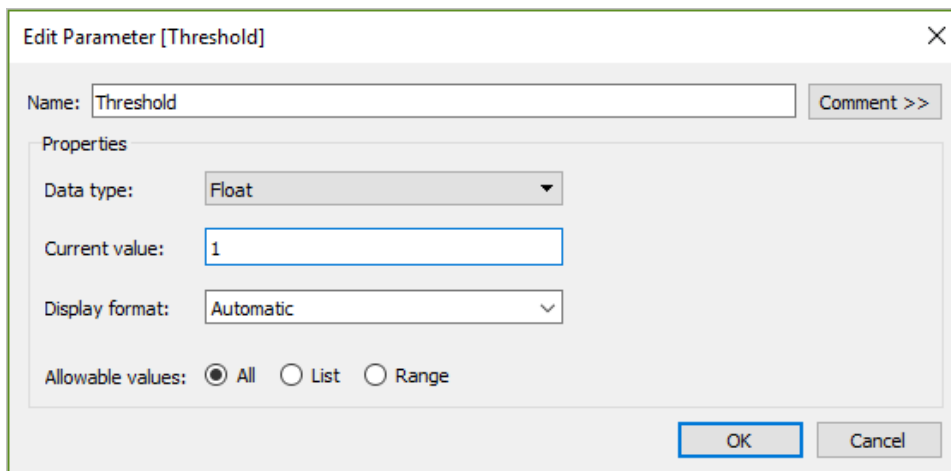 Edit Parameter [Threshold]
Name: Threshold Comment >>
Properties
Data type: Float
Current value: 1
Display format: Automatic
Allowable values: All List Range
OK Cancel